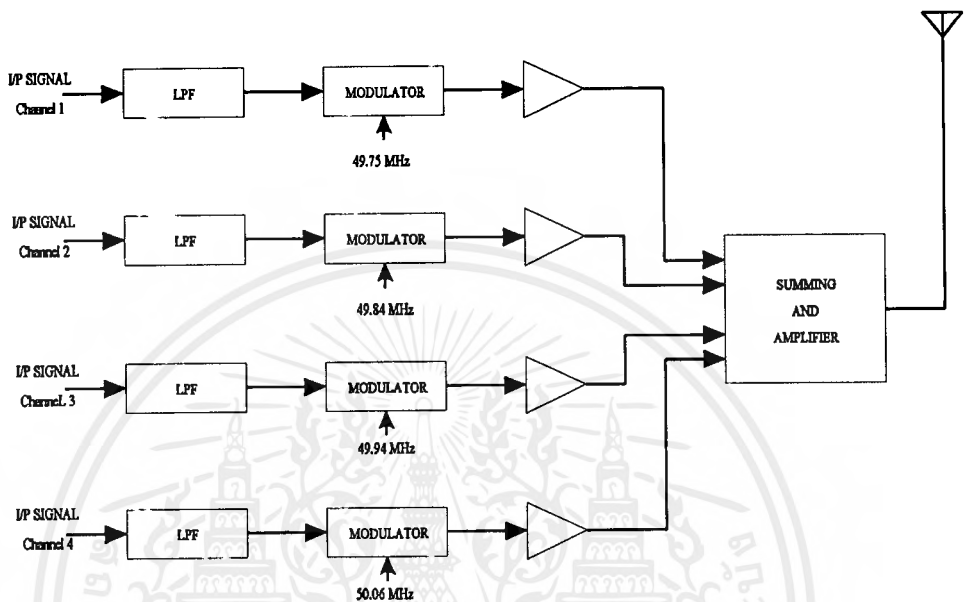 I/P SIGNAL
Channel 1
LPF
MODULATOR
49.75 MHz
I/P SIGNAL
Channel 2
LPF
MODULATOR
49.84 MHz
SUMMING
AND
AMPLIFIER
I/P SIGNAL
ChanneL 3
LPF
MODULATOR
49.94 MHz
I/P SIGNAL
Channel 4
LPF
MODULATOR
50.06 MHz